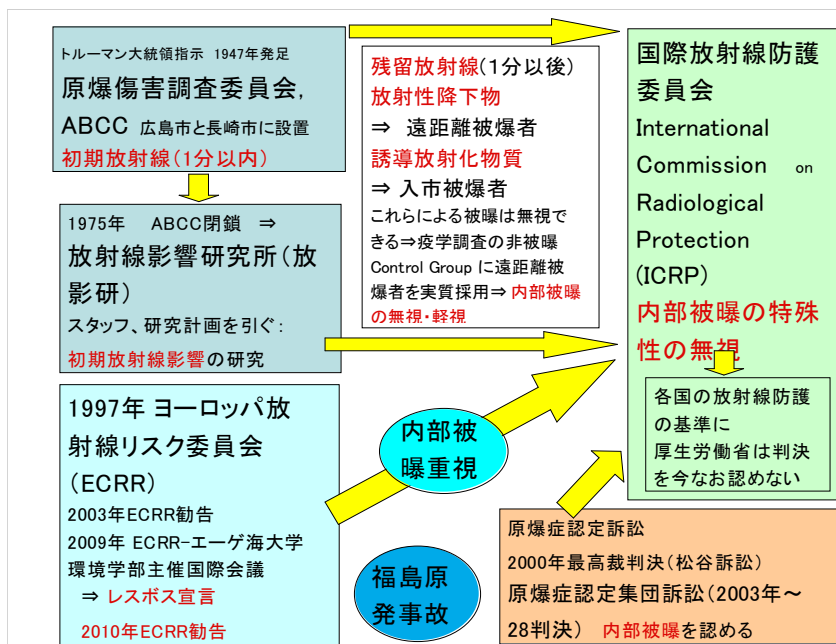 トルーマン大統領指示 1947年発足
原爆傷害調査委員会,
ABCC 広島市と長崎市に設置
初期放射線(1分以内)
1975年 ABCC閉鎖 ⇒
放射線影響研究所(放
影研)
スタッフ、研究計画を引ぐ:
初期放射線影響の研究
1997年 ヨーロッパ放
射線リスク委員会
(ECRR)
2003年ECRR勧告
2009年 ECRR-エーゲ海大学
環境学部主催国際会議
⇒ レスボス宣言
2010年ECRR勧告
残留放射線(1分以後)
放射性降下物
⇒ 遠距離被爆者
誘導放射化物質
⇒ 入市被爆者
これらによる被曝は無視で
きる⇒疫学調査の非被曝
Control Group に遠距離被
爆者を実質採用⇒ 内部被曝
の無視・軽視
内部被
曝重視
福島原
発事故
国際放射線防護
委員会
International
Commission on
Radiological
Protection
(ICRP)
内部被曝の特殊
性の無視
各国の放射線防護
の基準に
厚生労働省は判決
を今なお認めない
原爆症認定訴訟
2000年最高裁判決(松谷訴訟)
原爆症認定集団訴訟(2003年～
28判決) 内部被曝を認める